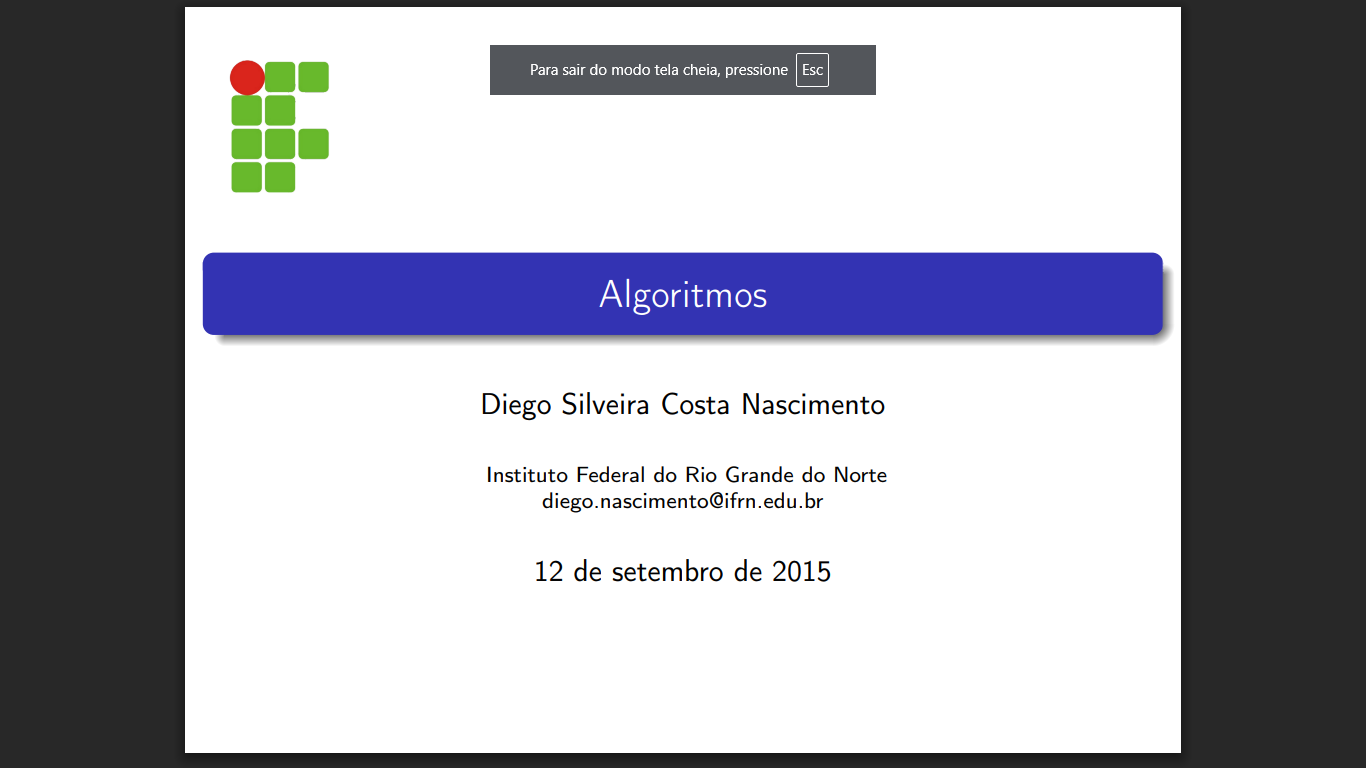 Para sair do modo tela cheia, pressione Esc
Algoritmos
Diego Silveira Costa Nascimento
Instituto Federal do Rio Grande do Norte
diego.nascimento@ifrn.edu.br
12 de setembro de 2015